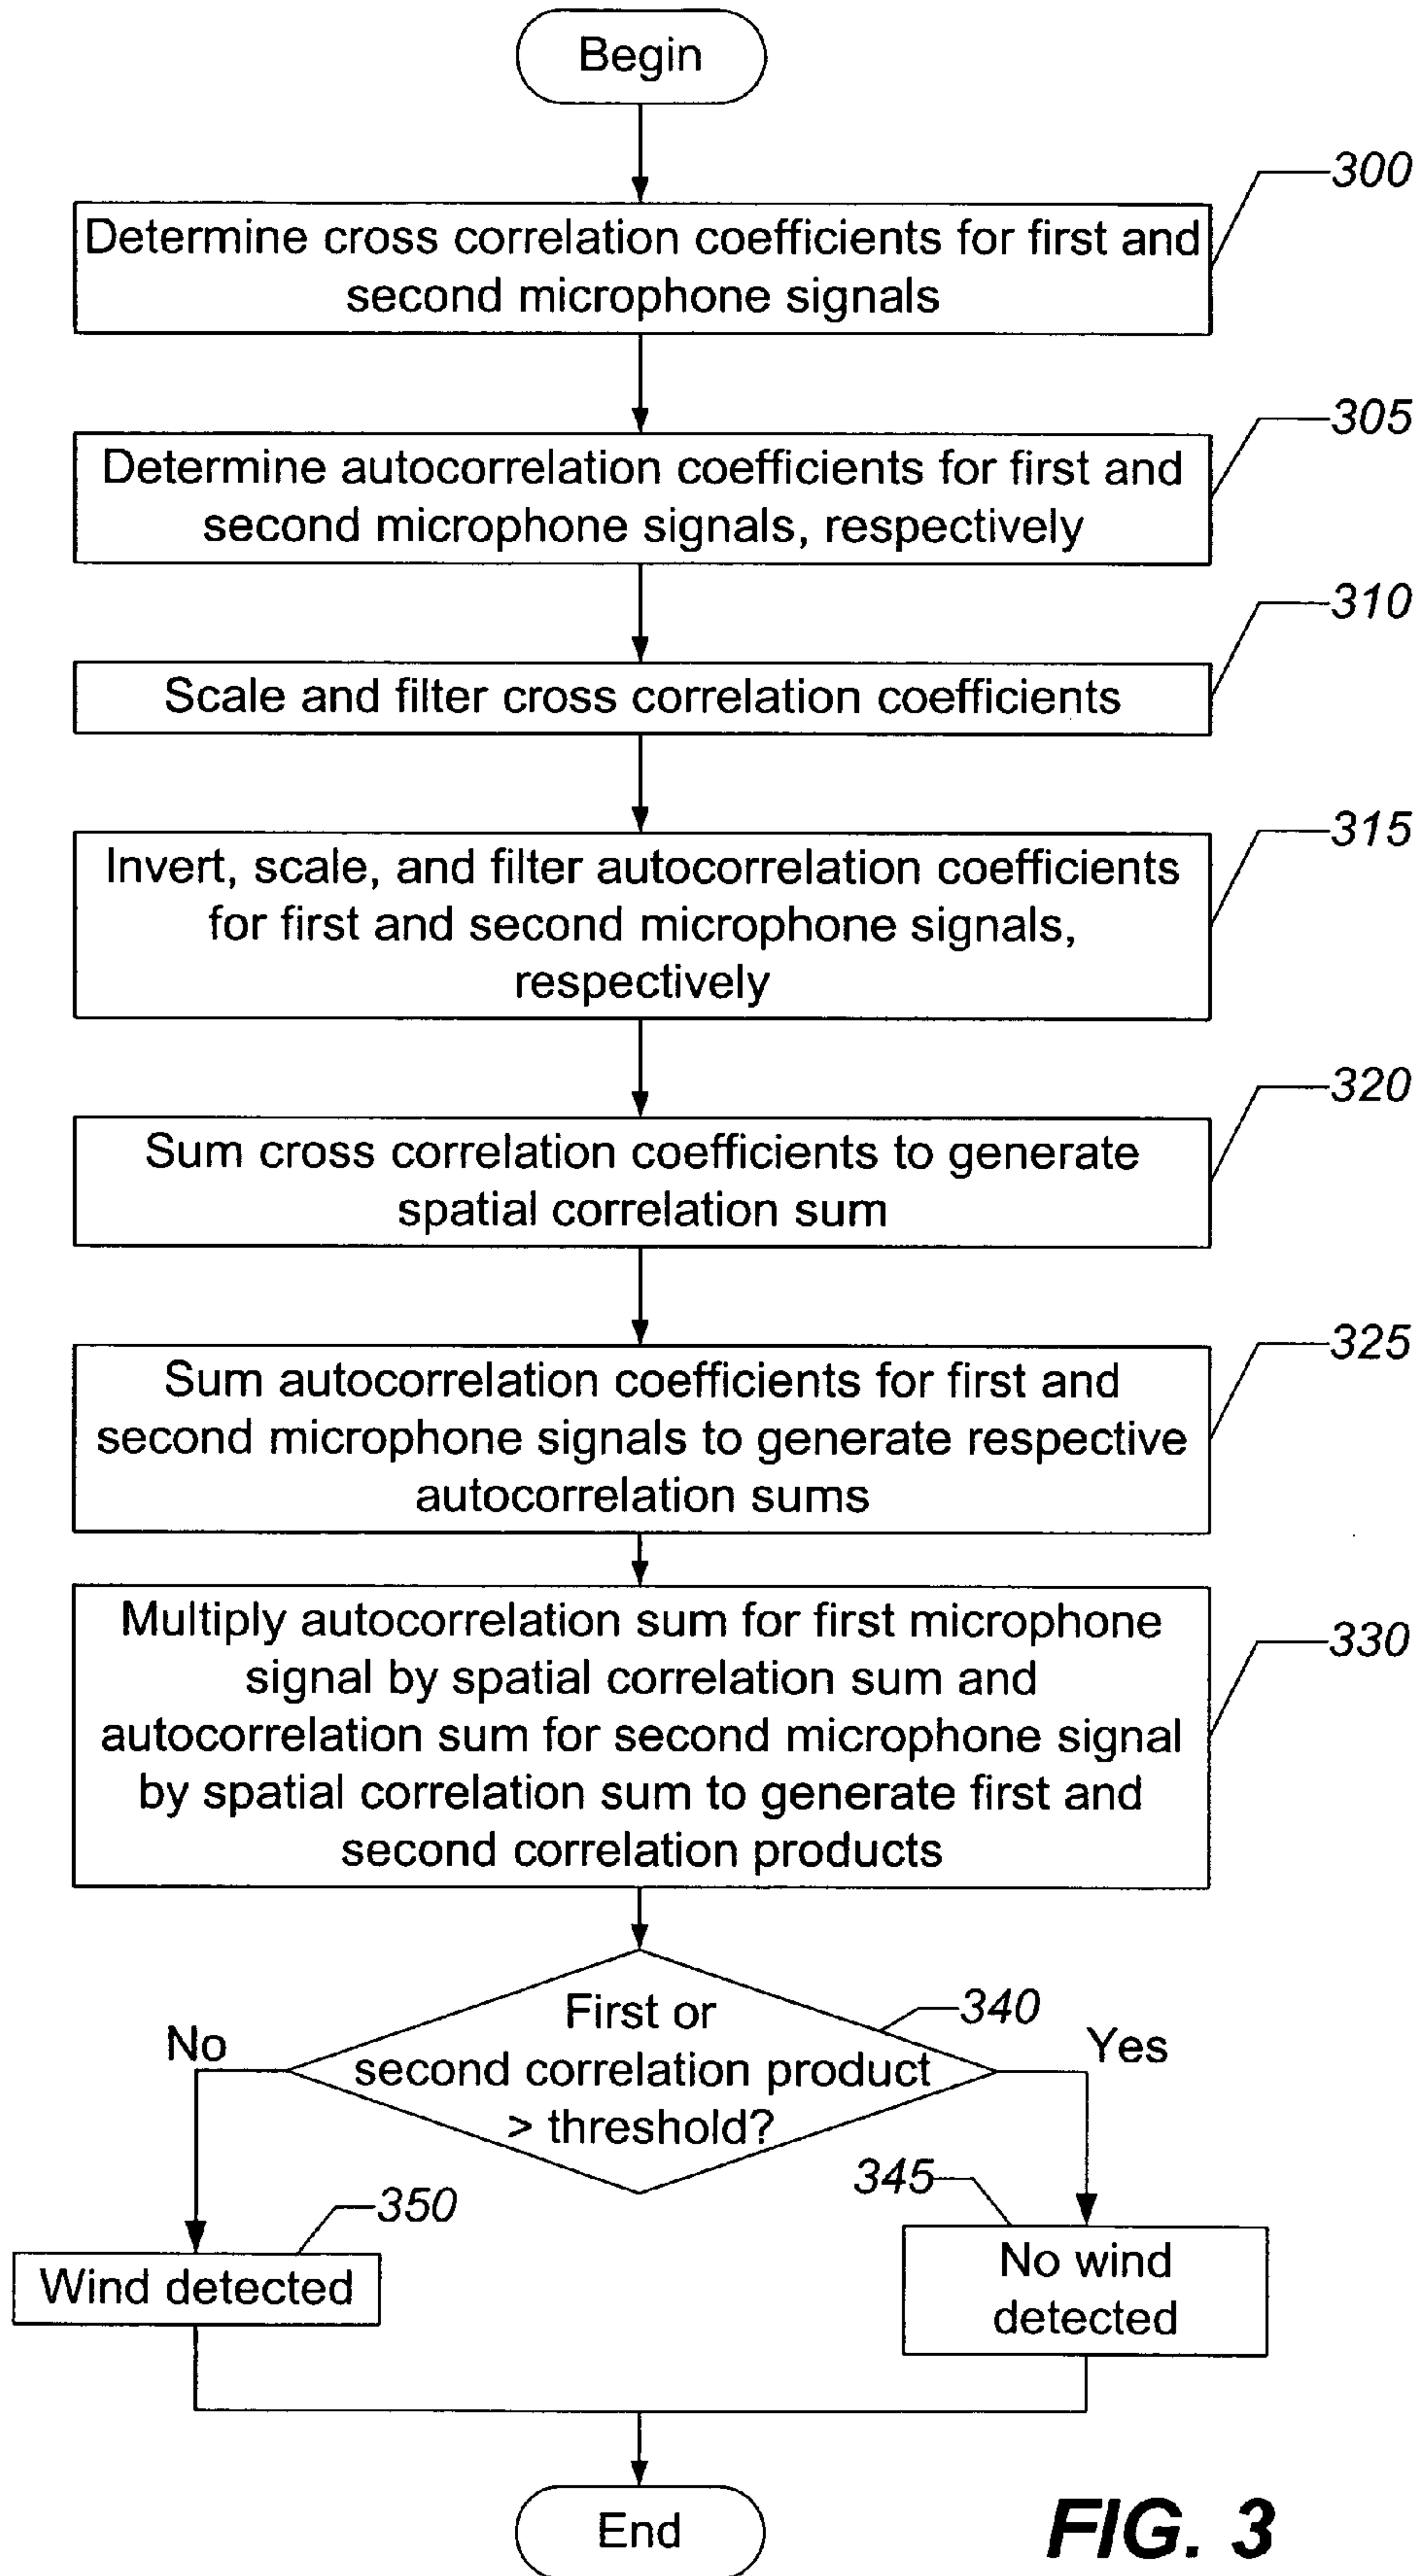 Begin
300
Determine cross correlation coefficients for first and
second microphone signals
305
Determine autocorrelation coefficients for first and
second microphone signals, respectively
310
Scale and filter cross correlation coefficients
315
Invert, scale, and filter autocorrelation coefficients
for first and second microphone signals,
respectively
320
Sum cross correlation coefficients to generate
spatial correlation sum
325
Sum autocorrelation coefficients for first and
second microphone signals to generate respective
autocorrelation sums
330
Multiply autocorrelation sum for first microphone
signal by spatial correlation sum and
autocorrelation sum for second microphone signal
by spatial correlation sum to generate first and
second correlation products
340
First or
second correlation product
> threshold?
No
Yes
345
350
Wind detected
No wind
detected
End
FIG. 3